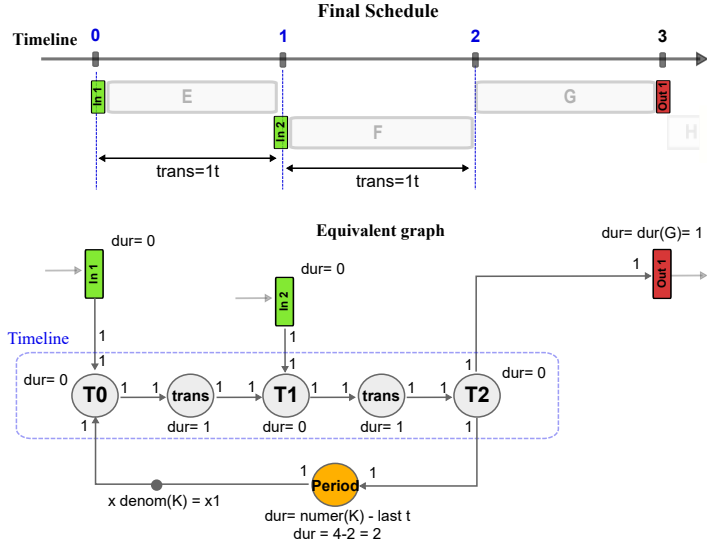 Final Schedule
Timeline 0 1 2 3
In 1 E G Out 1
In 2 F H
trans=1t
trans=1t
Equivalent graph
dur= dur(G)= 1
dur= 0
In 1
1
Out 1
dur= 0
In 2
1
1
Timeline
1
1
1
dur= 0
dur= 0
T0 1 1 trans 1 1 T1 1 1 trans 1 1 T2
1
dur= 1
dur= 0
dur= 1
1
1
Period
1
x denom(K) = x1
dur= numer(K) - last t
dur = 4-2 = 2